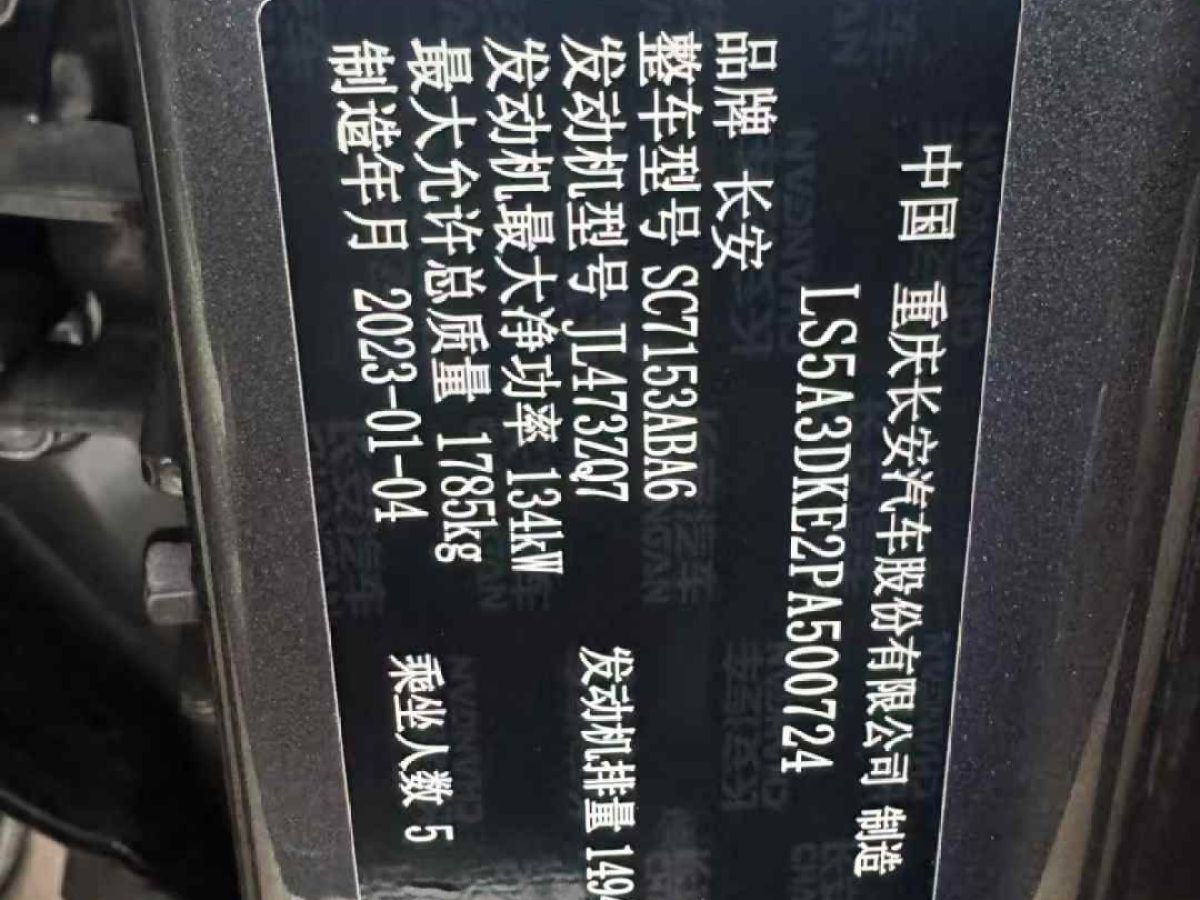 中国 重庆长安汽车股份有限公司 制造
LS5A3DKE2PA500724
品牌 长安
整车型号 SC7153ABA6
发动机型号 JL473ZQ7 发动机排量 1494
发动机最大净功率 134kW
最大允许总质量 1785kg
制造年月 2023-01-04 乘坐人数 5